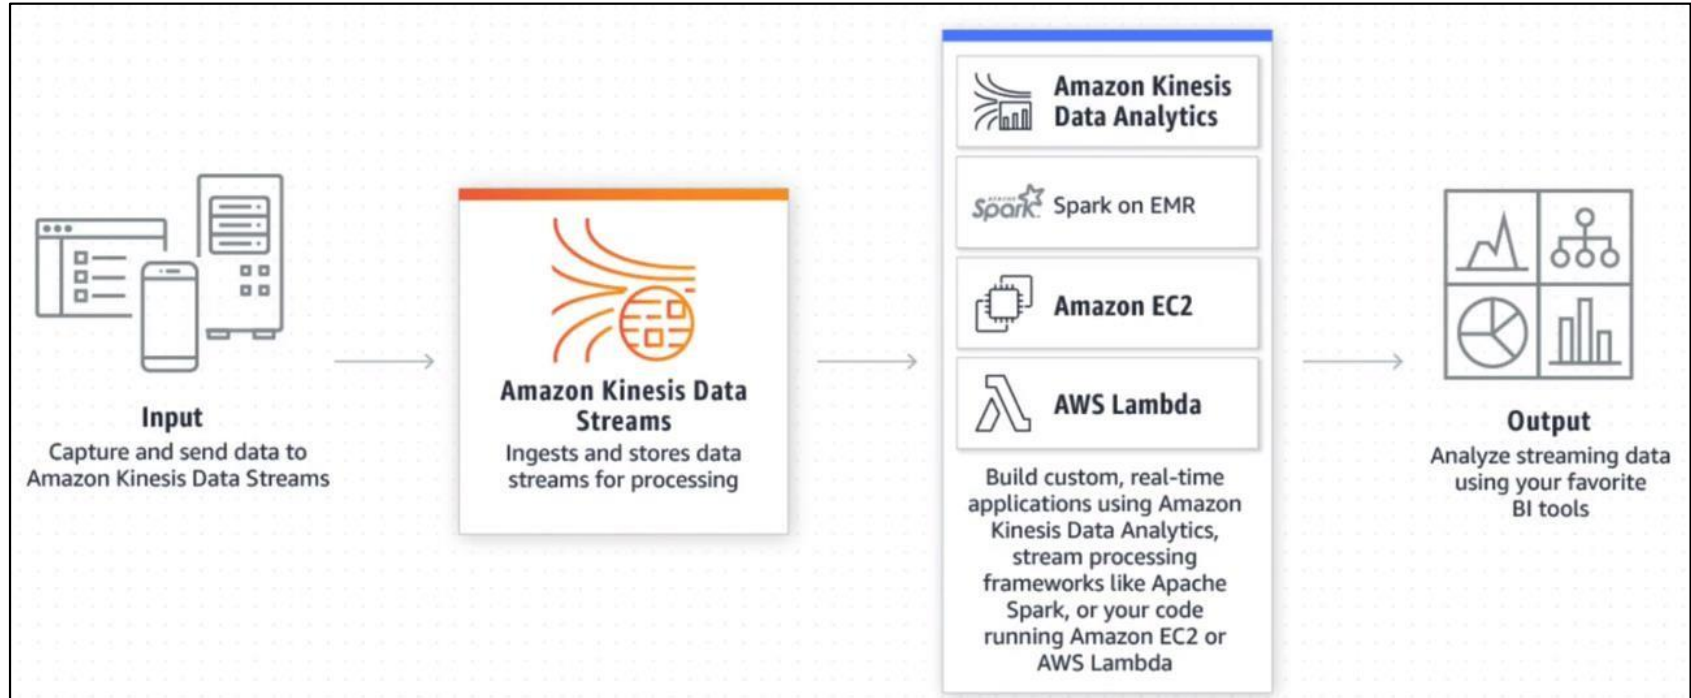 Input
Capture and send data to
Amazon Kinesis Data Streams
Amazon Kinesis Data
Streams
Ingests and stores data
streams for processing
Amazon Kinesis
Data Analytics
APACHE
Spark
Spark on EMR
Amazon EC2
AWS Lambda
Build custom, real-time
applications using Amazon
Kinesis Data Analytics,
stream processing
frameworks like Apache
Spark, or your code
running Amazon EC2 or
AWS Lambda
Output
Analyze streaming data
using your favorite
BI tools